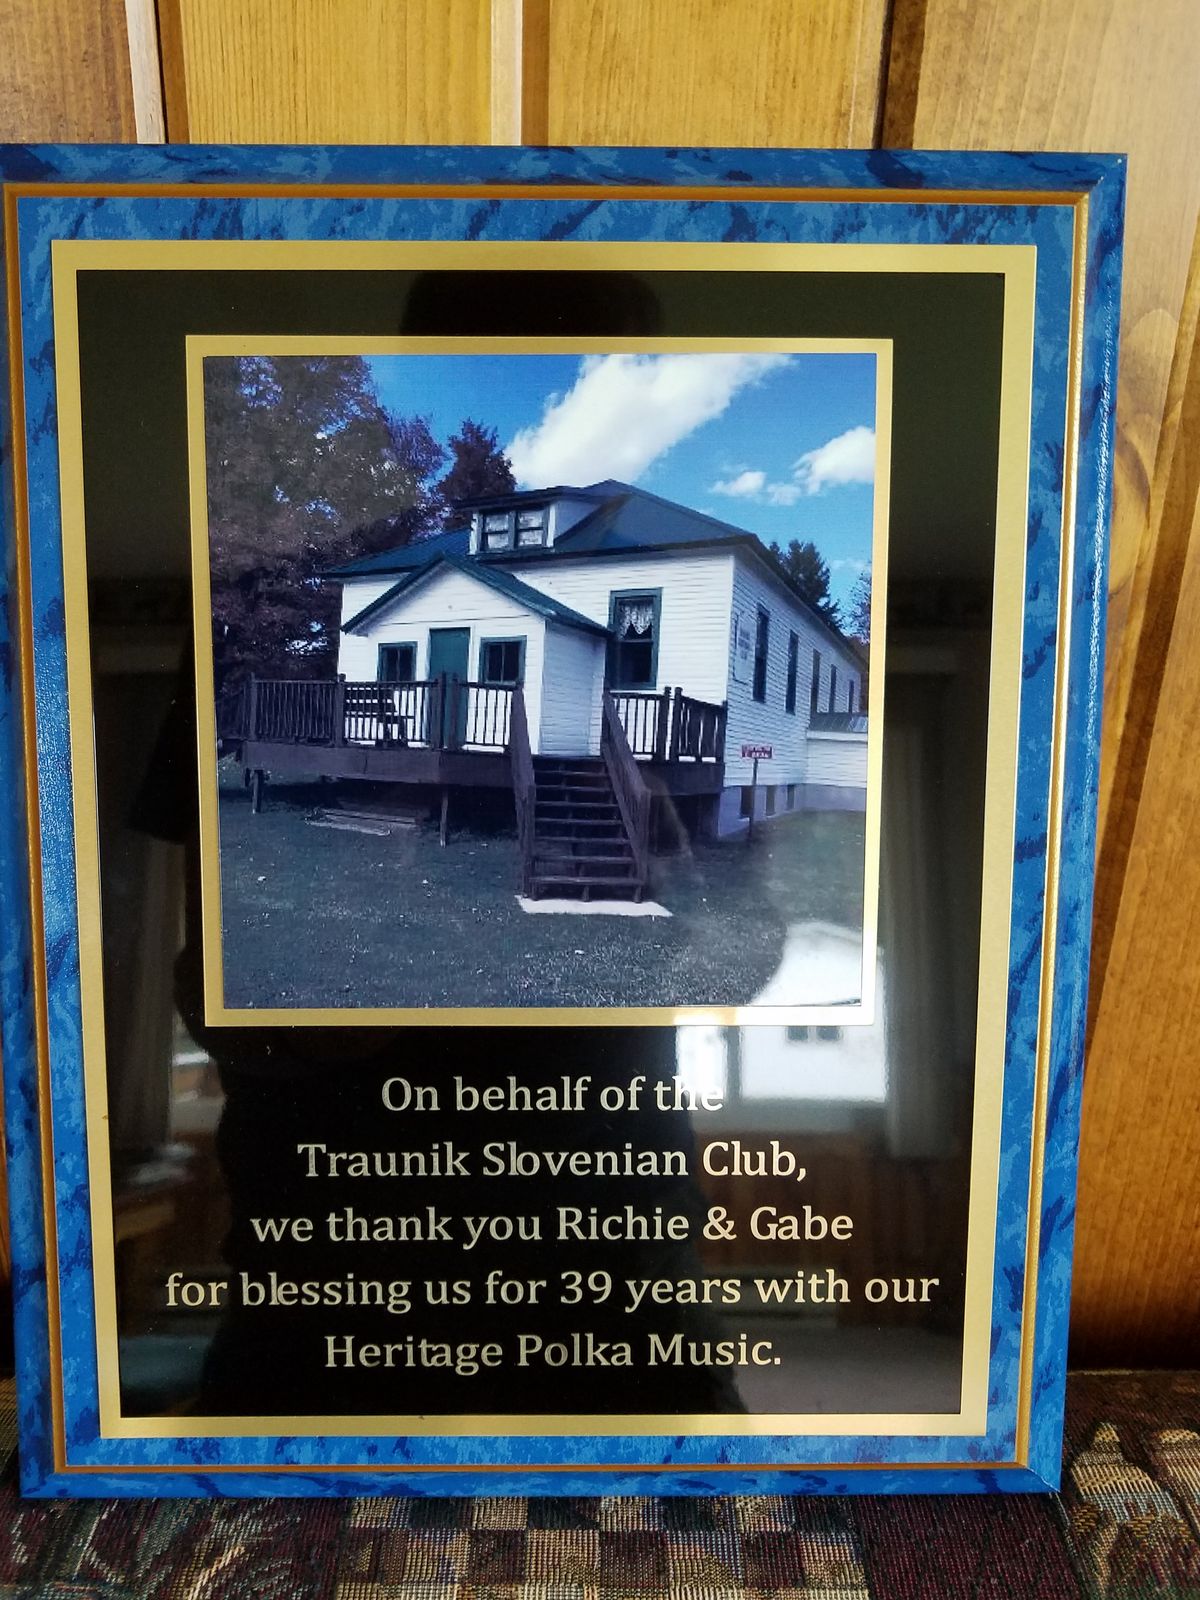 On behalf of the
Traunik Slovenian Club,
we thank you Richie & Gabe
for blessing us for 39 years with our
Heritage Polka Music.